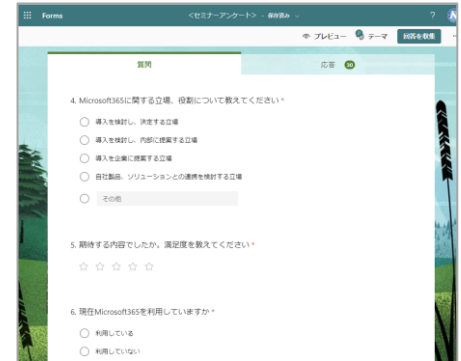 Forms
<セミナーアンケート> - 保存済み
?
プレビュー
テーマ
回答を収集
質問
応答 30
4. Microsoft365に関する立場、役割について教えてください *
導入を検討し、決定する立場
導入を検討し、内部に提案する立場
導入を企業に提案する立場
自社製品、ソリューションとの連携を検討する立場
その他
5. 期待する内容でしたか。満足度を教えてください *
6. 現在Microsoft365を利用していますか *
利用している
利用していない